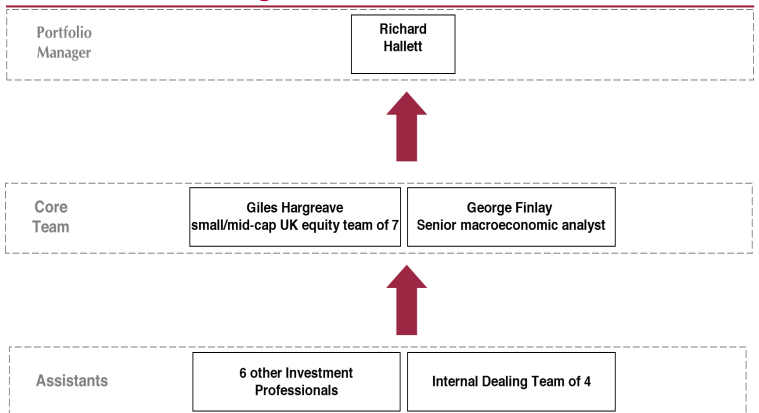 Portfolio
Manager
Richard
Hallett
Core
Team
Giles Hargreave
small/mid-cap UK equity team of 7
George Finlay
Senior macroeconomic analyst
Assistants
6 other Investment
Professionals
Internal Dealing Team of 4